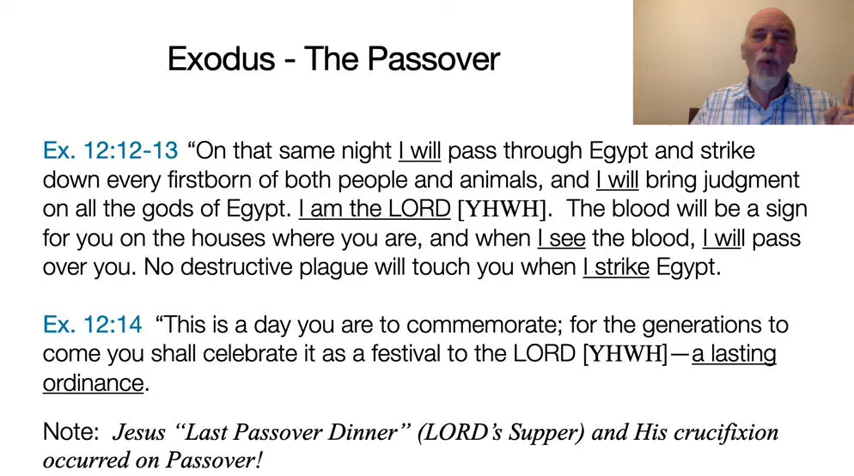 Exodus - The Passover
Ex. 12:12-13 “On that same night I will pass through Egypt and strike
down every firstborn of both people and animals, and I will bring judgment
on all the gods of Egypt. I am the LORD [YHWH].  The blood will be a sign
for you on the houses where you are, and when I see the blood, I will pass
over you. No destructive plague will touch you when I strike Egypt.
Ex. 12:14  “This is a day you are to commemorate; for the generations to
come you shall celebrate it as a festival to the LORD [YHWH]—a lasting
ordinance.
Note:  Jesus “Last Passover Dinner” (LORD’s Supper) and His crucifixion
occurred on Passover!